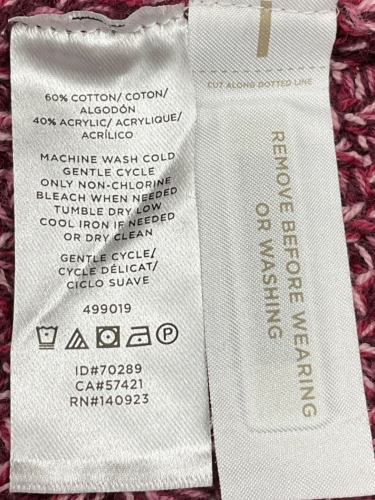 60% COTTON/ COTON/
ALGODÓN
40% ACRYLIC/ ACRYLIQUE/
ACRÍLICO
MACHINE WASH COLD
GENTLE CYCLE
ONLY NON-CHLORINE
BLEACH WHEN NEEDED
TUMBLE DRY LOW
COOL IRON IF NEEDED
OR DRY CLEAN
GENTLE CYCLE/
CYCLE DÉLICAT/
CICLO SUAVE
499019
P
ID#70289
CA#57421
RN#140923
CUT ALONG DOTTED LINE
REMOVE BEFORE WEARING
OR WASHING